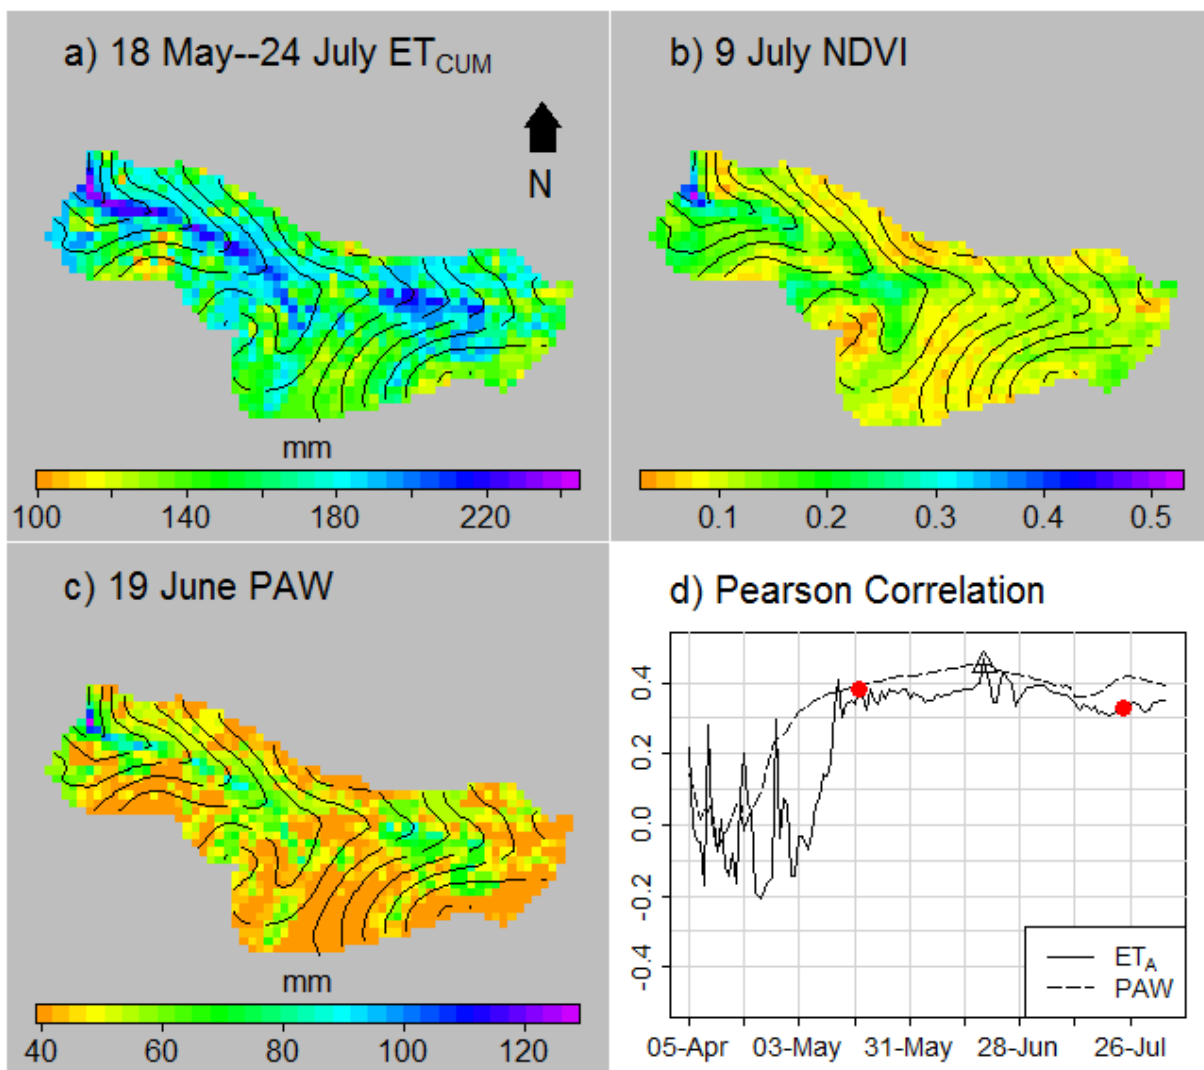 a) 18 May--24 July ETCUM
N
mm
100 140 180 220
b) 9 July NDVI
0.1 0.2 0.3 0.4 0.5
c) 19 June PAW
mm
40 60 80 100 120
d) Pearson Correlation
0.4
0.2
0.0
-0.2
-0.4
ETA
PAW
05-Apr 03-May 31-May 28-Jun 26-Jul